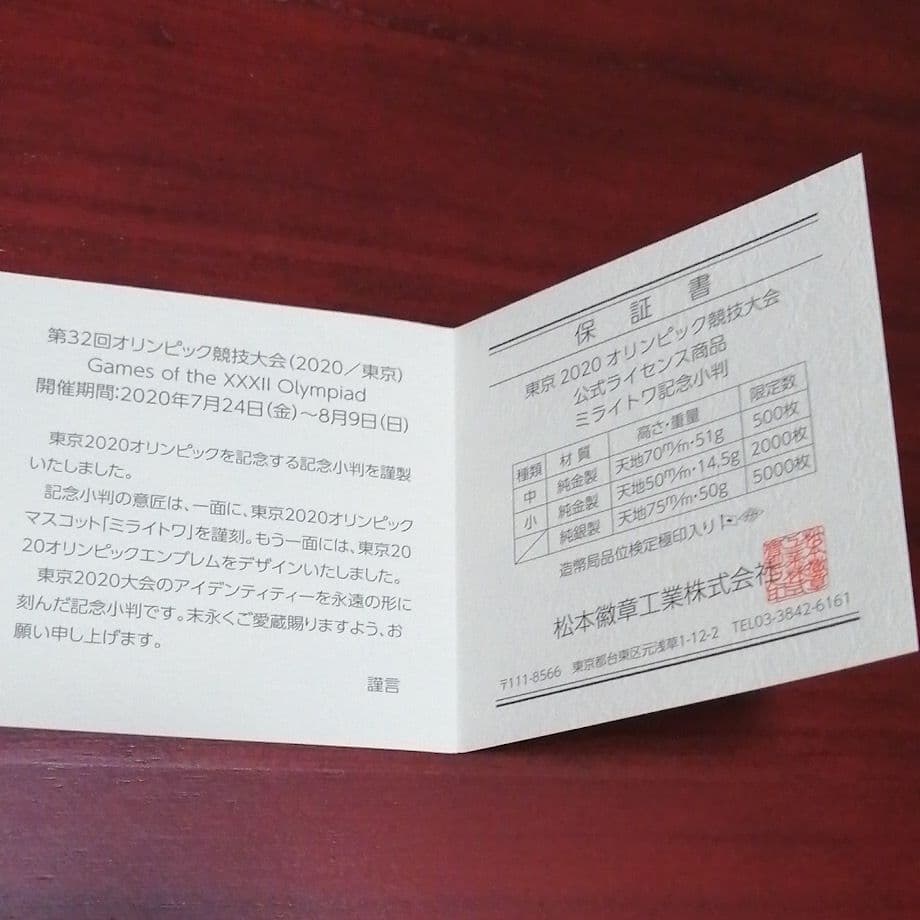 第32回オリンピック競技大会(2020／東京)
Games of the XXXII Olympiad
開催期間:2020年7月24日(金)～8月9日(日)
東京2020オリンピックを記念する記念小判を謹製
いたしました。
記念小判の意匠は、一面に、東京2020オリンピック
マスコット「ミライトワ」を謹刻。もう一面には、東京20
20オリンピックエンブレムをデザインいたしました。
東京2020大会のアイデンティティーを永遠の形に
刻んだ記念小判です。末永くご愛蔵賜りますよう、お
願い申し上げます。
謹言
保証書
東京2020オリンピック競技大会
公式ライセンス商品
ミライトワ記念小判
種類 材質 高さ・重量 限定数
中 純金製 天地70m/m・51g 500枚
小 純金製 天地50m/m・14.5g 2000枚
純銀製 天地75m/m・50g 5000枚
造幣局品位検定極印入り
松本徽章工業株式会社
〒111-8566 東京都台東区元浅草1-12-2 TEL03-3842-6161